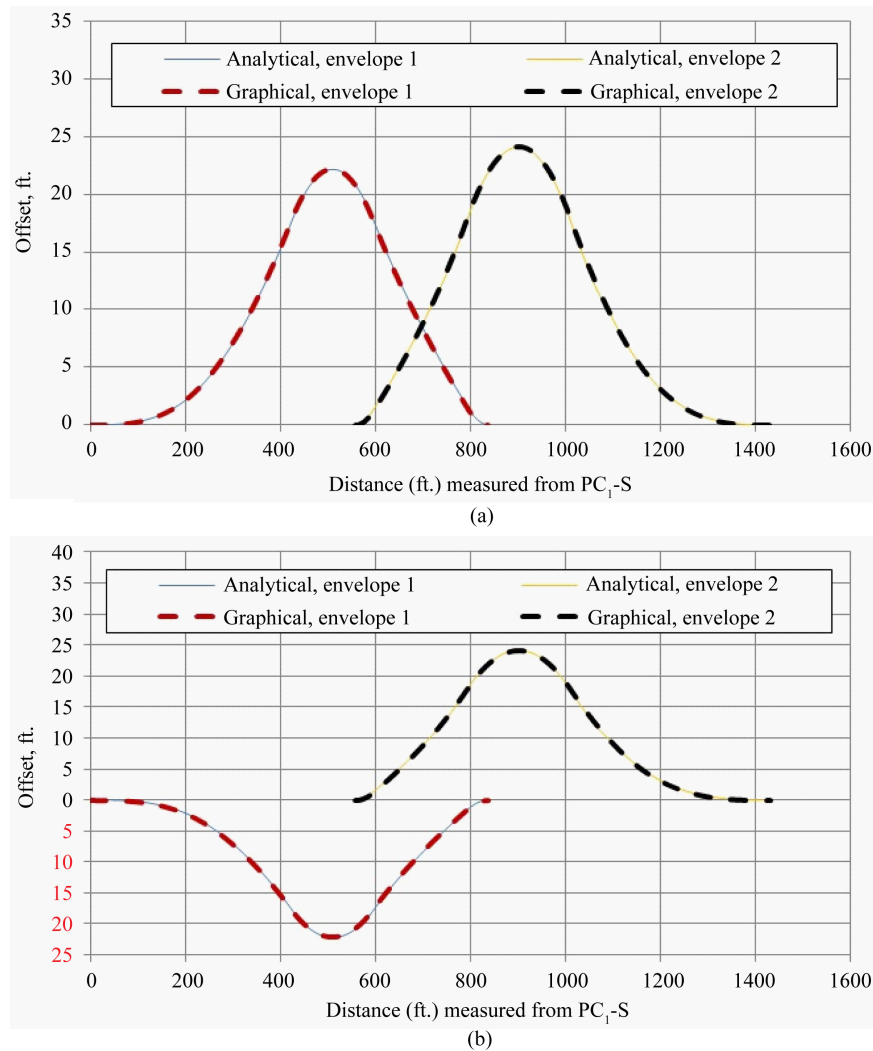 35
30
25
20
15
10
5
0
Offset, ft.
Analytical, envelope 1
Analytical, envelope 2
Graphical, envelope 1
Graphical, envelope 2
0 200 400 600 800 1000 1200 1400 1600
Distance (ft.) measured from PC1-S
(a)
40
35
30
25
20
15
10
5
0
5
10
15
20
25
Offset, ft.
Analytical, envelope 1
Analytical, envelope 2
Graphical, envelope 1
Graphical, envelope 2
0 200 400 600 800 1000 1200 1400 1600
Distance (ft.) measured from PC1-S
(b)